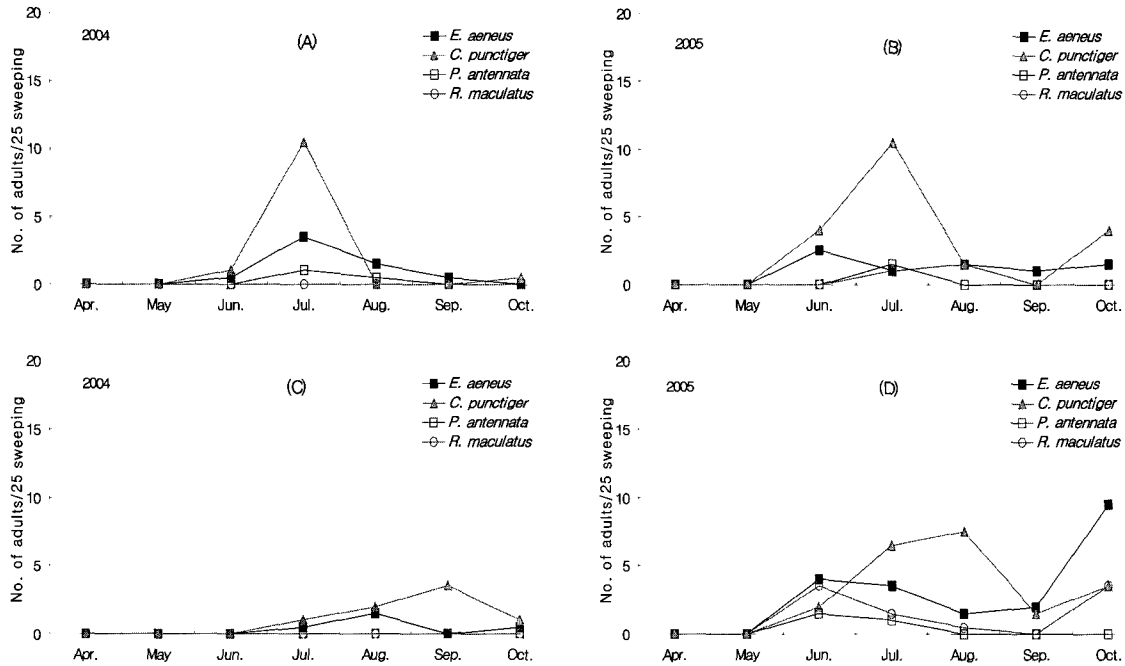 20
2004
(A)
E. aeneus
C. punctiger
P. antennata
R. maculatus
15
10
5
0
No. of adults/25 sweeping
Apr. May Jun. Jul. Aug. Sep. Oct.
20
2005
(B)
E. aeneus
C. punctiger
P. antennata
R. maculatus
15
10
5
0
No. of adults/25 sweeping
Apr. May Jun. Jul. Aug. Sep. Oct.
20
2004
(C)
E. aeneus
C. punctiger
P. antennata
R. maculatus
15
10
5
0
No. of adults/25 sweeping
Apr. May Jun. Jul. Aug. Sep. Oct.
20
2005
(D)
E. aeneus
C. punctiger
P. antennata
R. maculatus
15
10
5
0
No. of adults/25 sweeping
Apr. May Jun. Jul. Aug. Sep. Oct.